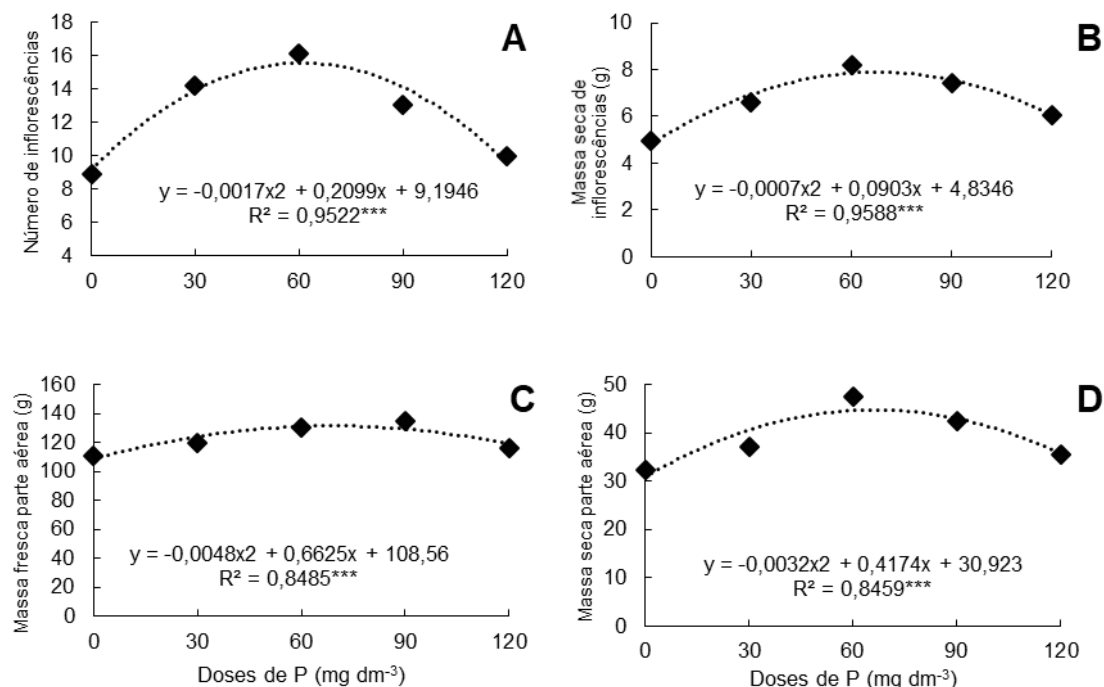 A
Número de inflorescências
18
16
14
12
10
8
6
4
y = -0,0017x2 + 0,2099x + 9,1946
R² = 0,9522***
0 30 60 90 120
B
Massa seca de
inflorescências (g)
10
8
6
4
2
0
y = -0,0007x2 + 0,0903x + 4,8346
R² = 0,9588***
0 30 60 90 120
C
Massa fresca parte aérea (g)
160
140
120
100
80
60
40
20
0
y = -0,0048x2 + 0,6625x + 108,56
R² = 0,8485***
0 30 60 90 120
Doses de P (mg dm-³)
D
Massa seca parte aérea (g)
50
40
30
20
10
0
y = -0,0032x2 + 0,4174x + 30,923
R² = 0,8459***
0 30 60 90 120
Doses de P (mg dm-³)